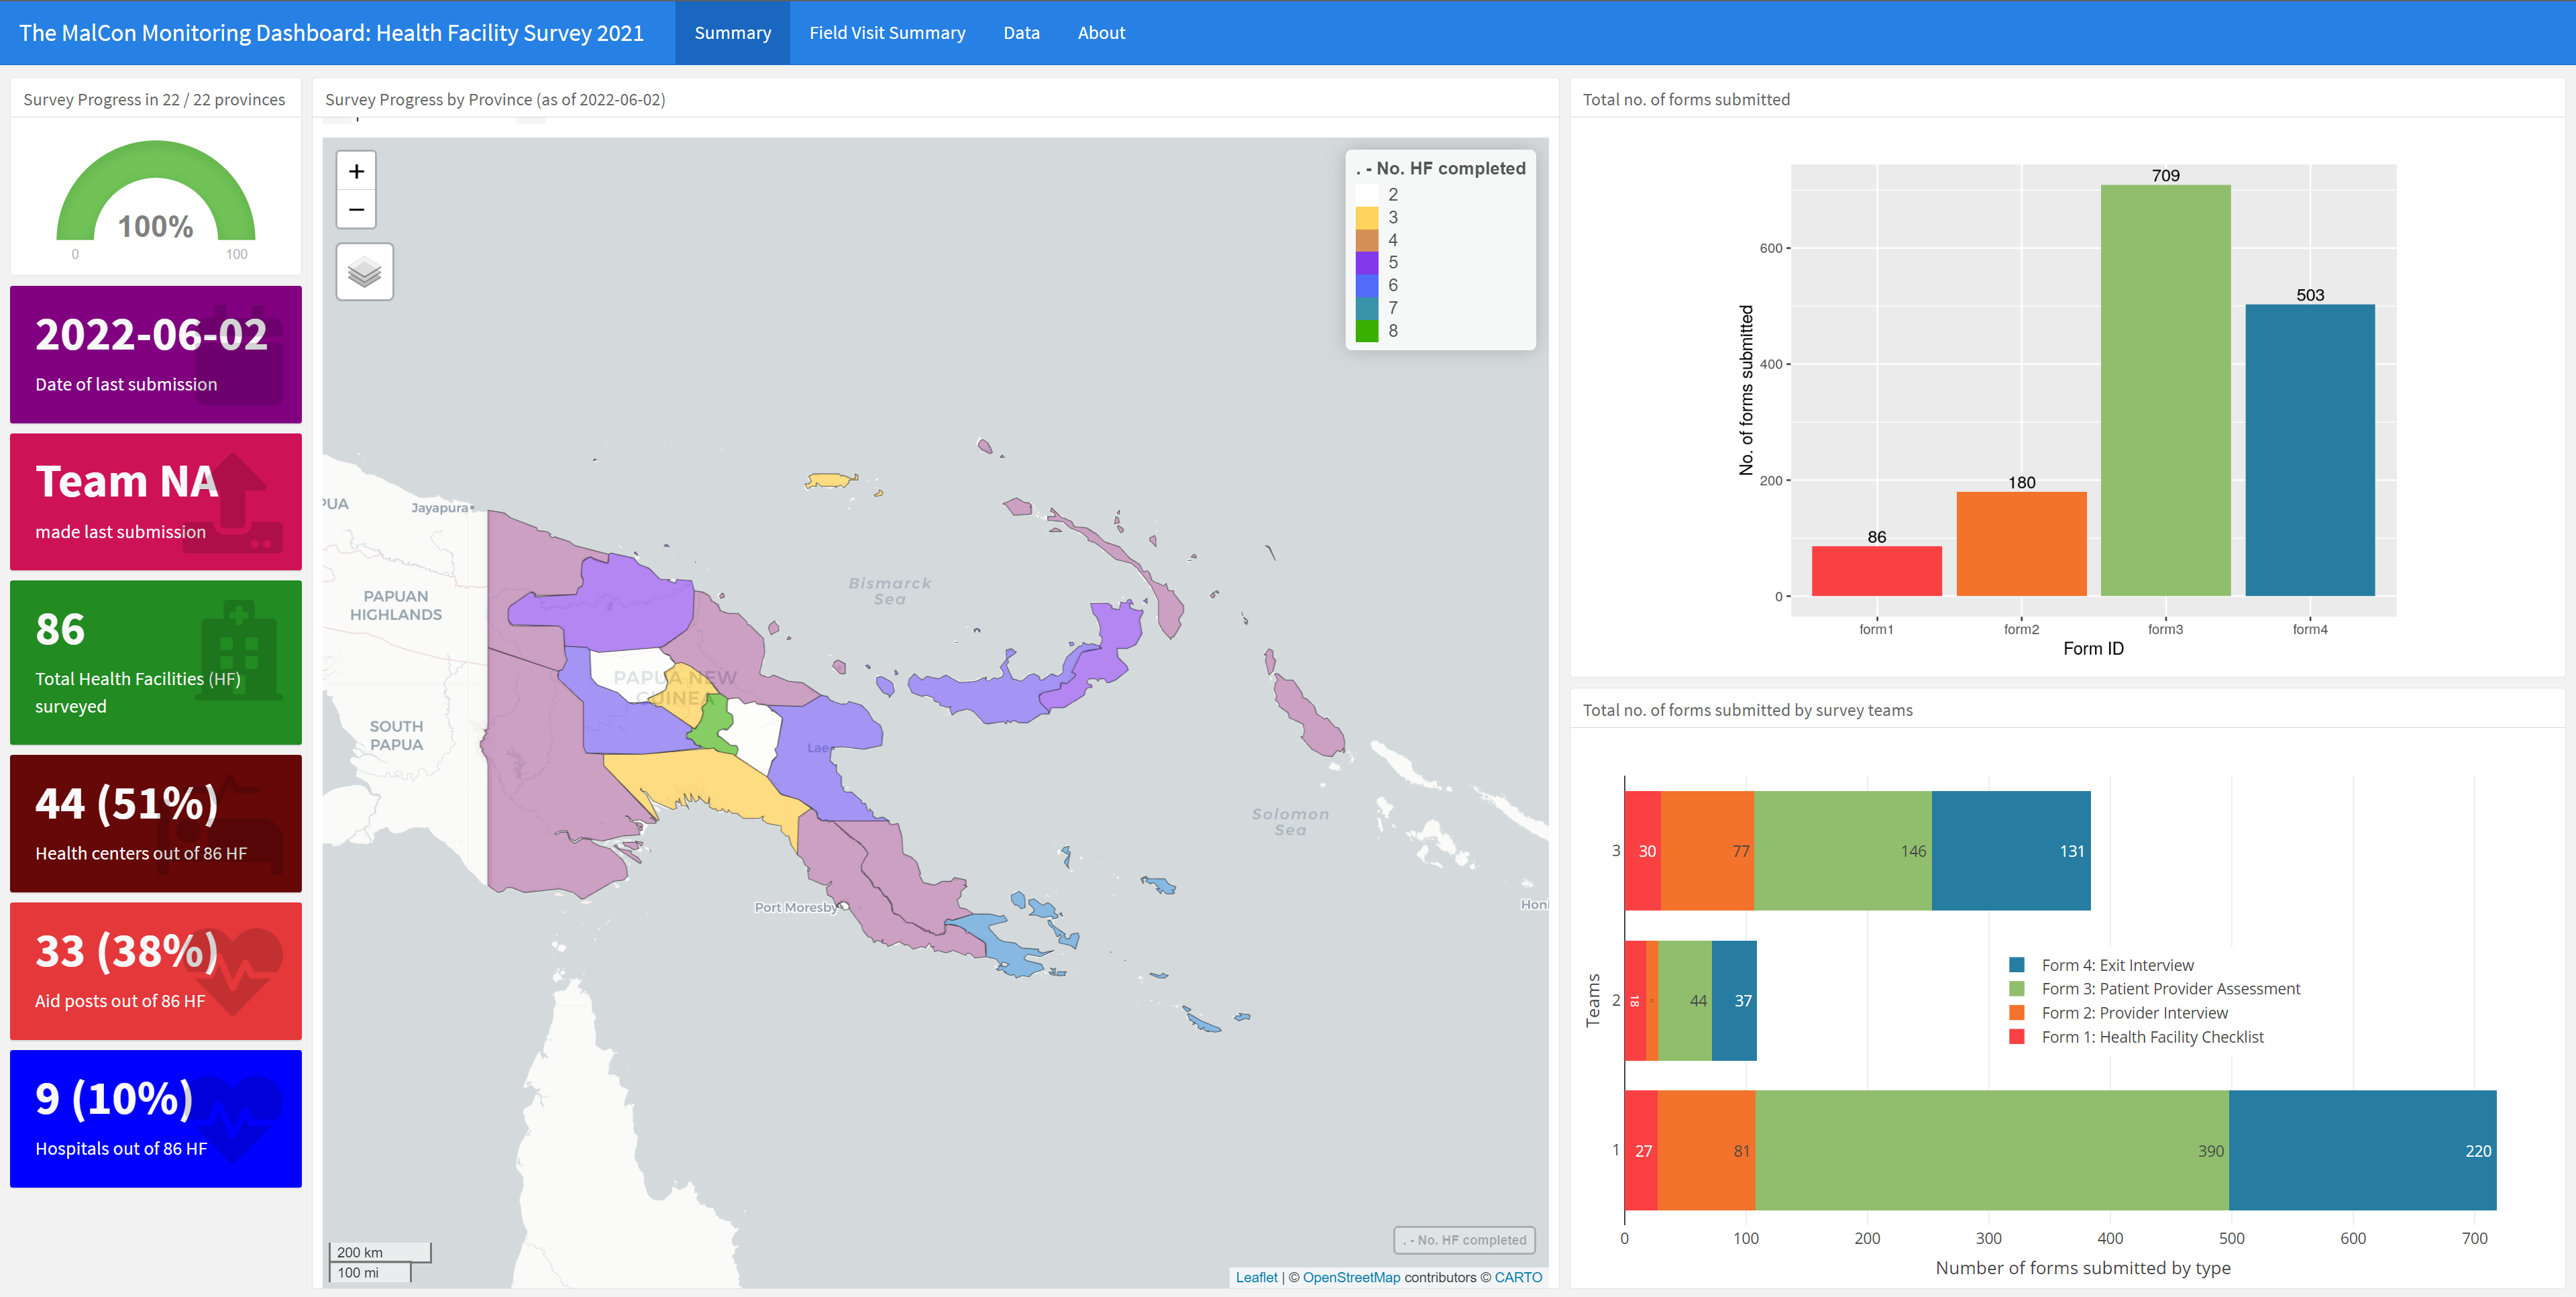 The MalCon Monitoring Dashboard: Health Facility Survey 2021
Summary
Field Visit Summary
Data
About
Survey Progress in 22 / 22 provinces
100%
0
100
2022-06-02
Date of last submission
Team NA
made last submission
86
Total Health Facilities (HF)
surveyed
44 (51%)
Health centers out of 86 HF
33 (38%)
Aid posts out of 86 HF
9 (10%)
Hospitals out of 86 HF
Survey Progress by Province (as of 2022-06-02)
+
−
. - No. HF completed
2
3
4
5
6
7
8
PUA
Jayapura
PAPUAN
HIGHLANDS
Bismarck
Sea
PAPUA NEW
GUINEA
SOUTH
PAPUA
Lae
Solomon
Sea
Port Moresby
Honi
200 km
100 mi
. - No. HF completed
Leaflet | © OpenStreetMap contributors © CARTO
Total no. of forms submitted
No. of forms submitted
600
400
200
0
86
180
709
503
form1
form2
form3
form4
Form ID
Total no. of forms submitted by survey teams
Teams
3
30
77
146
131
2
18
44
37
1
27
81
390
220
Form 4: Exit Interview
Form 3: Patient Provider Assessment
Form 2: Provider Interview
Form 1: Health Facility Checklist
0
100
200
300
400
500
600
700
Number of forms submitted by type